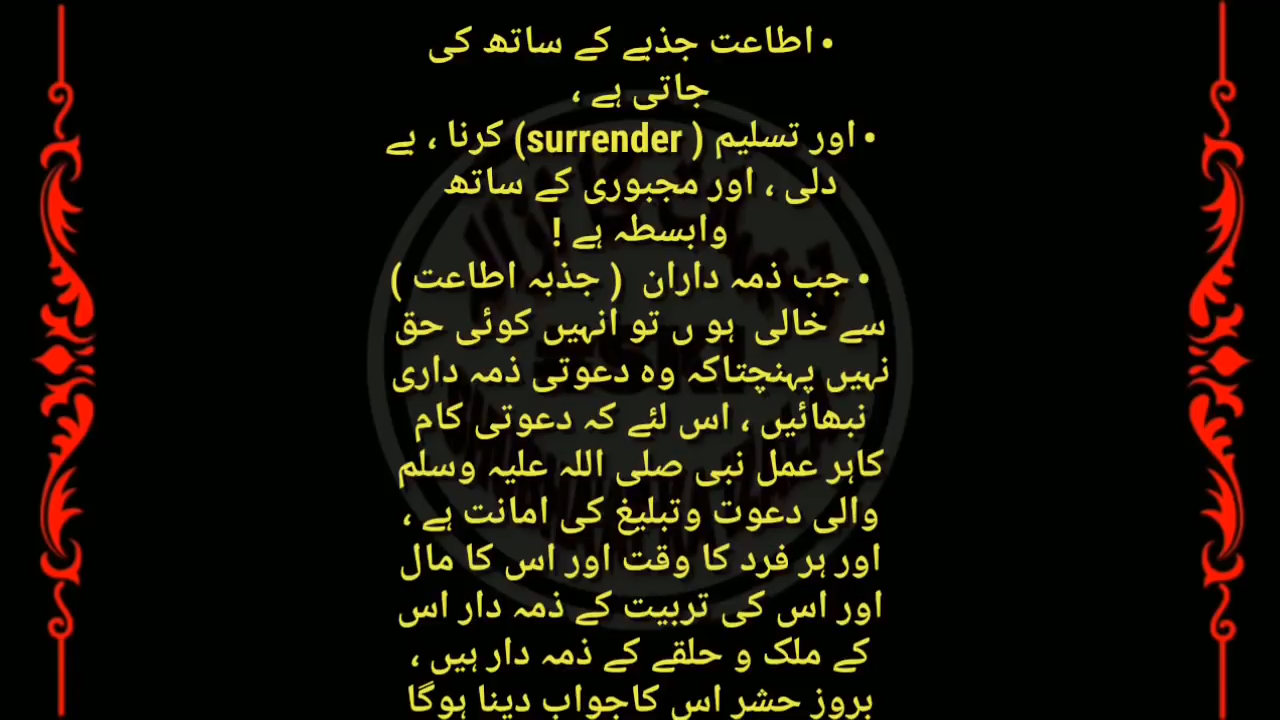 • اطاعت جذبے کے ساتھ کی
جاتی ہے ،
• اور تسلیم ( surrender) کرنا ، بے
دلی ، اور مجبوری کے ساتھ
وابسطہ ہے !
• جب ذمہ داران ( جذبہ اطاعت )
سے خالی ہو ں تو انہیں کوئی حق
نہیں پہنچتاکہ وہ دعوتی ذمہ داری
نبھائیں ، اس لئے کہ دعوتی کام
کاہر عمل نبی صلی اللہ علیہ وسلم
والی دعوت وتبلیغ کی امانت ہے ،
اور ہر فرد کا وقت اور اس کا مال
اور اس کی تربیت کے ذمہ دار اس
کے ملک و حلقے کے ذمہ دار ہیں ،
بروز حشر اس کاجواب دینا ہوگا